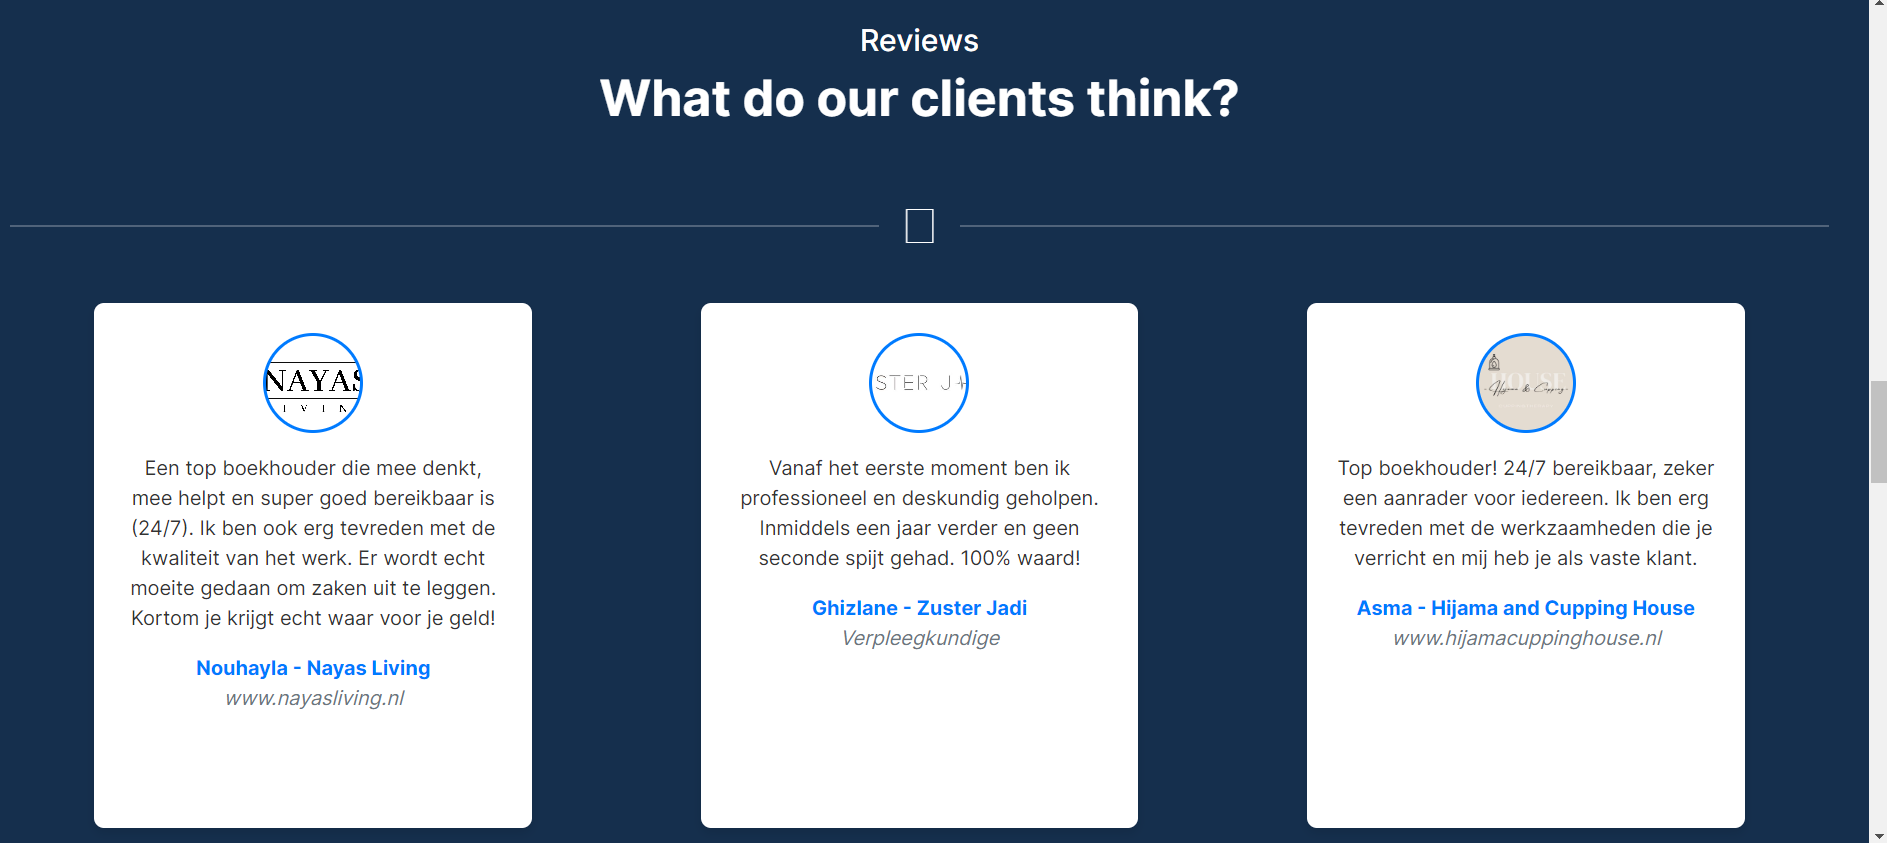 Reviews
What do our clients think?
NAYAS
L I V I N
Een top boekhouder die mee denkt,
mee helpt en super goed bereikbaar is
(24/7). Ik ben ook erg tevreden met de
kwaliteit van het werk. Er wordt echt
moeite gedaan om zaken uit te leggen.
Kortom je krijgt echt waar voor je geld!
Nouhayla - Nayas Living
www.nayasliving.nl
STER JA
Vanaf het eerste moment ben ik
professioneel en deskundig geholpen.
Inmiddels een jaar verder en geen
seconde spijt gehad. 100% waard!
Ghizlane - Zuster Jadi
Verpleegkundige
HOUSE
Hijama & Cupping
Top boekhouder! 24/7 bereikbaar, zeker
een aanrader voor iedereen. Ik ben erg
tevreden met de werkzaamheden die je
verricht en mij heb je als vaste klant.
Asma - Hijama and Cupping House
www.hijamacuppinghouse.nl